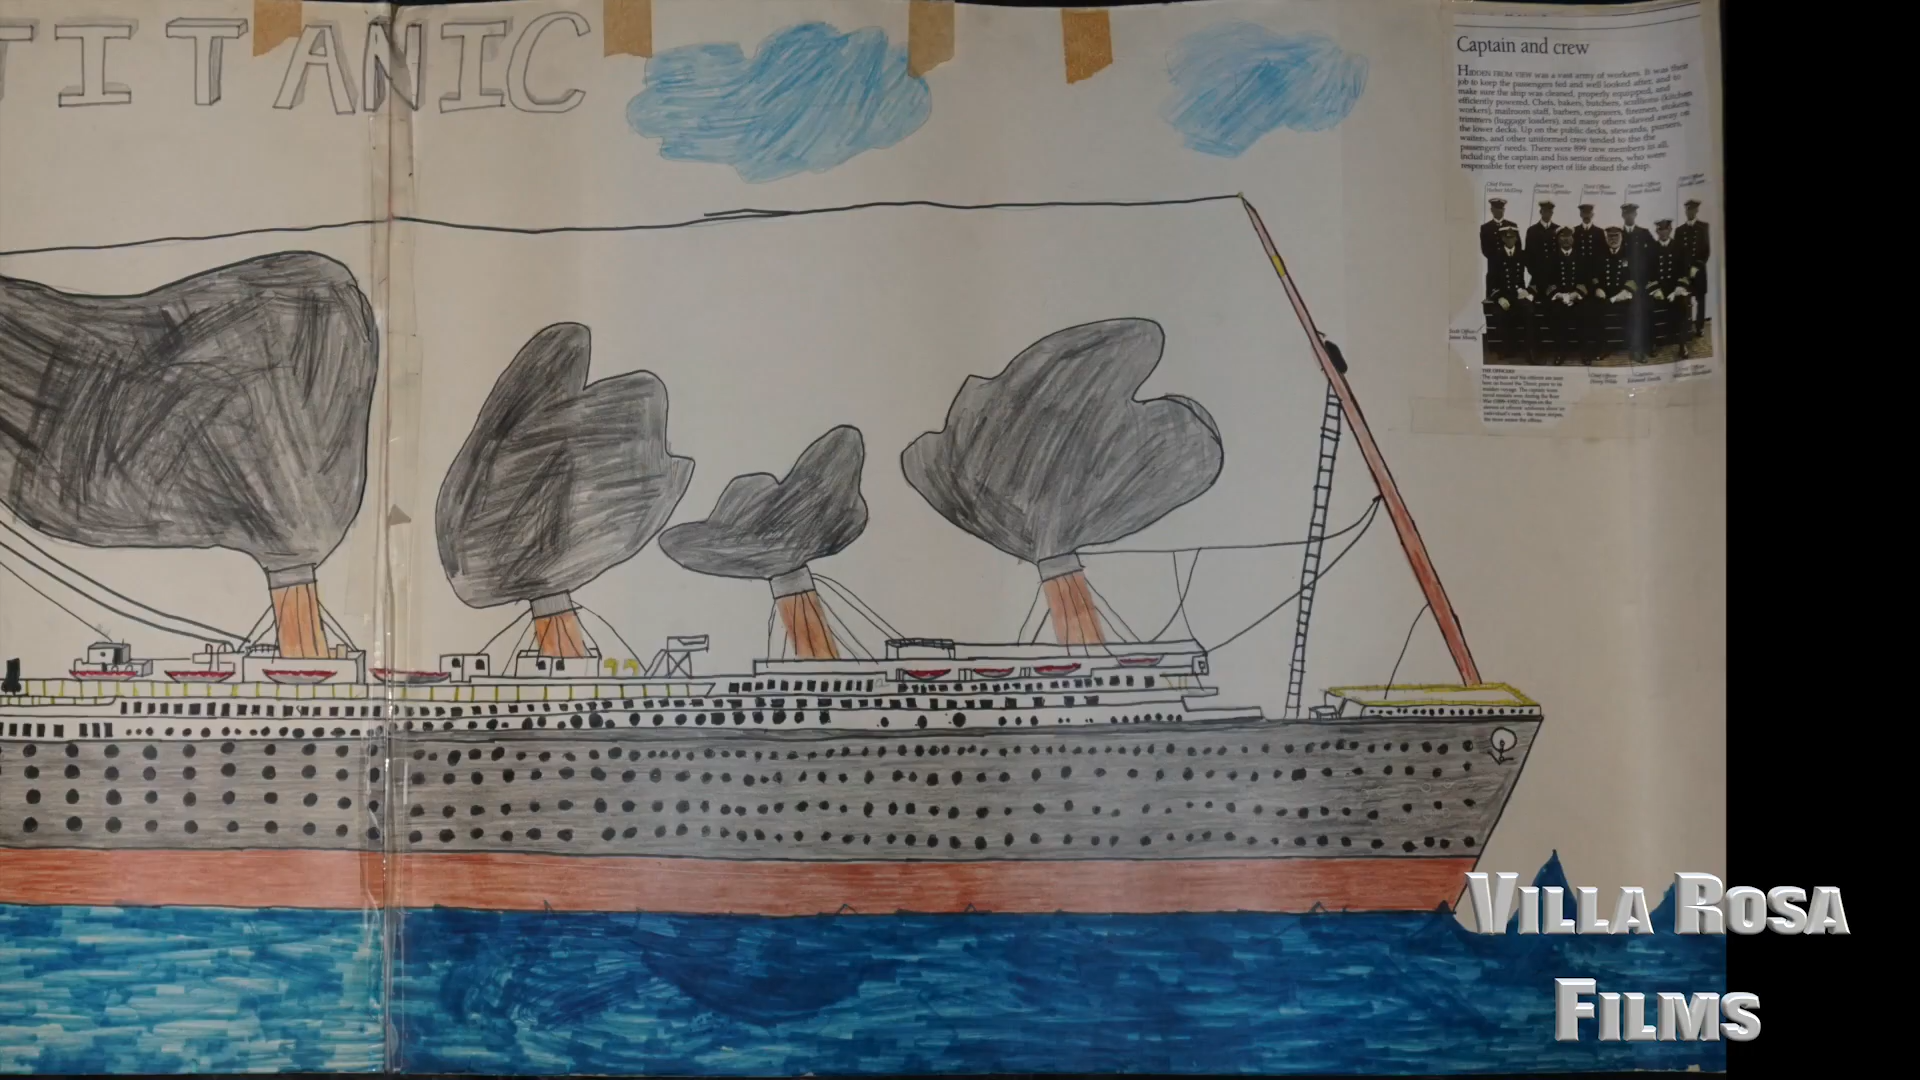 TITANIC
Captain and crew
HIDDEN FROM VIEW was a vast army of workers. It was their
job to keep the passengers fed and well looked after, and to
make sure the ship was cleaned, properly equipped, and
efficiently powered. Chefs, bakers, butchers, scullions (kitchen
workers), mailroom staff, barbers, engineers, firemen, stokers,
trimmers (luggage loaders), and many others slaved away on
the lower decks. Up on the public decks, stewards, pursers,
waiters, and other uniformed crew tended to the the
passengers' needs. There were 899 crew members in all,
including the captain and his senior officers, who were
responsible for every aspect of life aboard the ship.
THE OFFICERS
VILLA ROSA
FILMS